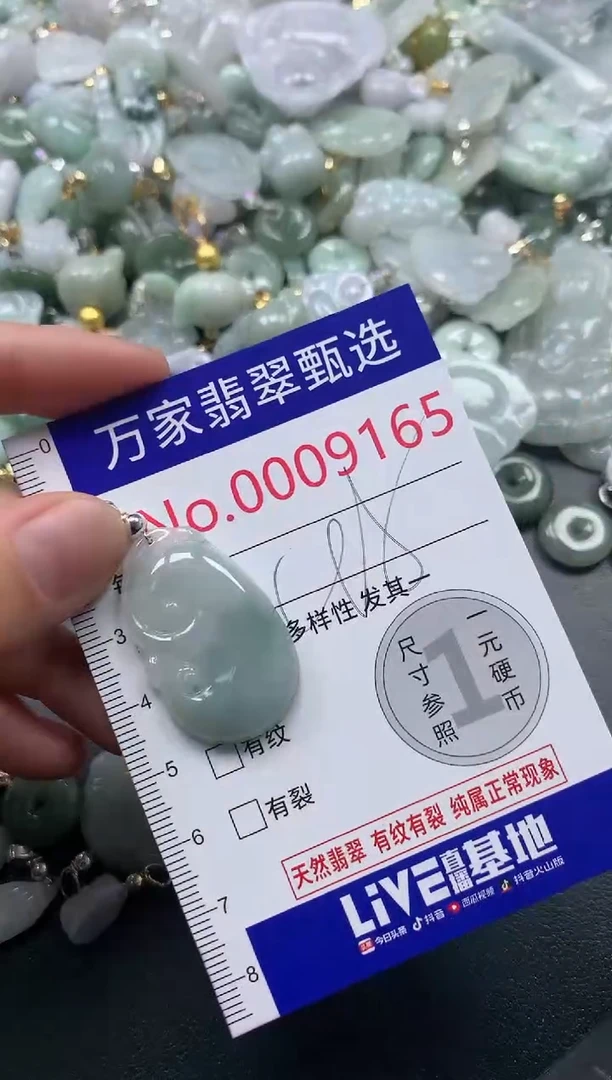 万家翡翠甄选
No.0009165
0
多样性 发其一
3
4
5
6
7
8
尺寸参照
1
一元硬币
有纹
有裂
天然翡翠 有纹有裂 纯属正常现象
LiVE直播基地
今日头条 抖音 西瓜视频 抖音火山版